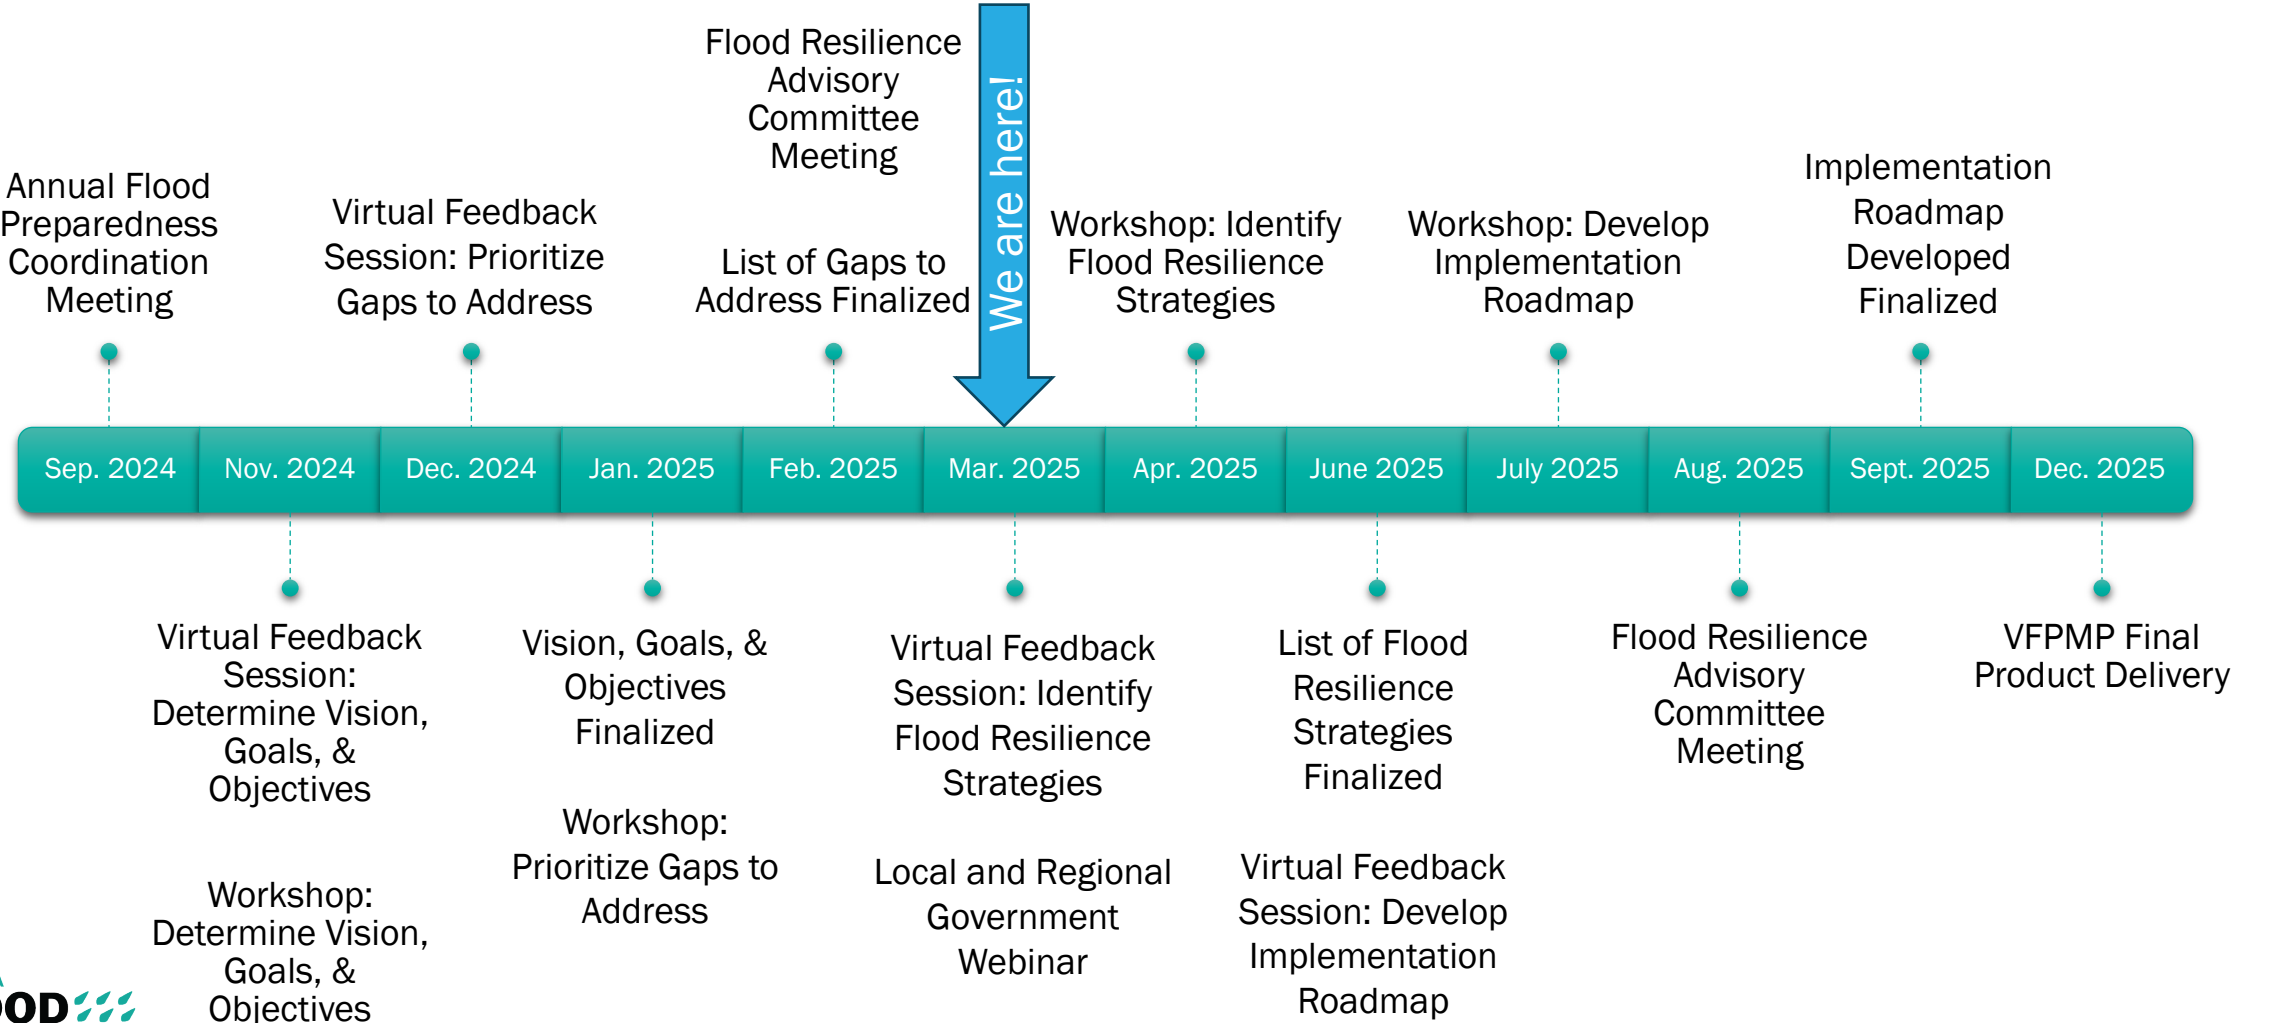 Flood Resilience
Advisory
Committee
Meeting
List of Gaps to
Address Finalized
We are here!
Annual Flood
Preparedness
Coordination
Meeting
Virtual Feedback
Session: Prioritize
Gaps to Address
Workshop: Identify
Flood Resilience
Strategies
Workshop: Develop
Implementation
Roadmap
Implementation
Roadmap
Developed
Finalized
Sep. 2024
Nov. 2024
Dec. 2024
Jan. 2025
Feb. 2025
Mar. 2025
Apr. 2025
June 2025
July 2025
Aug. 2025
Sept. 2025
Dec. 2025
Virtual Feedback
Session:
Determine Vision,
Goals, &
Objectives
Workshop:
Determine Vision,
Goals, &
Objectives
Vision, Goals, &
Objectives
Finalized
Workshop:
Prioritize Gaps to
Address
Virtual Feedback
Session: Identify
Flood Resilience
Strategies
Local and Regional
Government
Webinar
List of Flood
Resilience
Strategies
Finalized
Virtual Feedback
Session: Develop
Implementation
Roadmap
Flood Resilience
Advisory
Committee
Meeting
VFPMP Final
Product Delivery